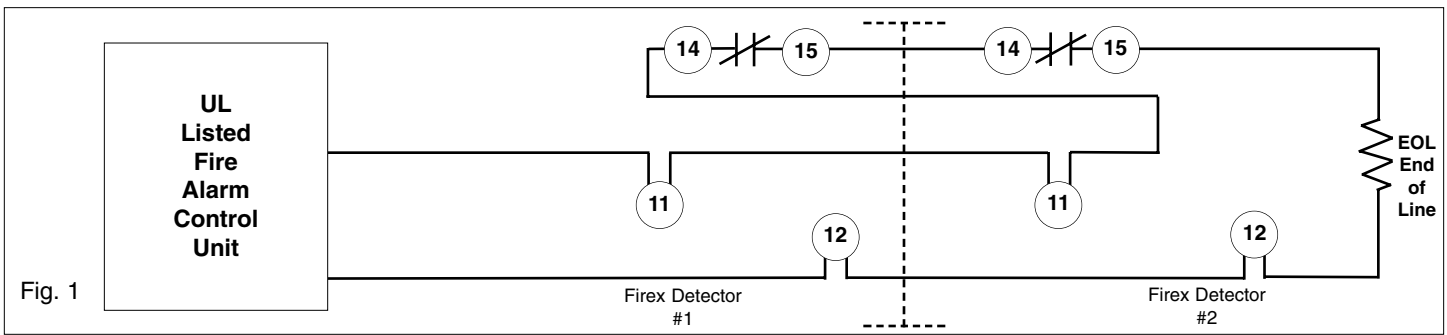 14
15
14
15
UL
Listed
Fire
Alarm
Control
Unit
EOL
End
of
Line
11
11
12
12
Fig. 1
Firex Detector
#1
Firex Detector
#2